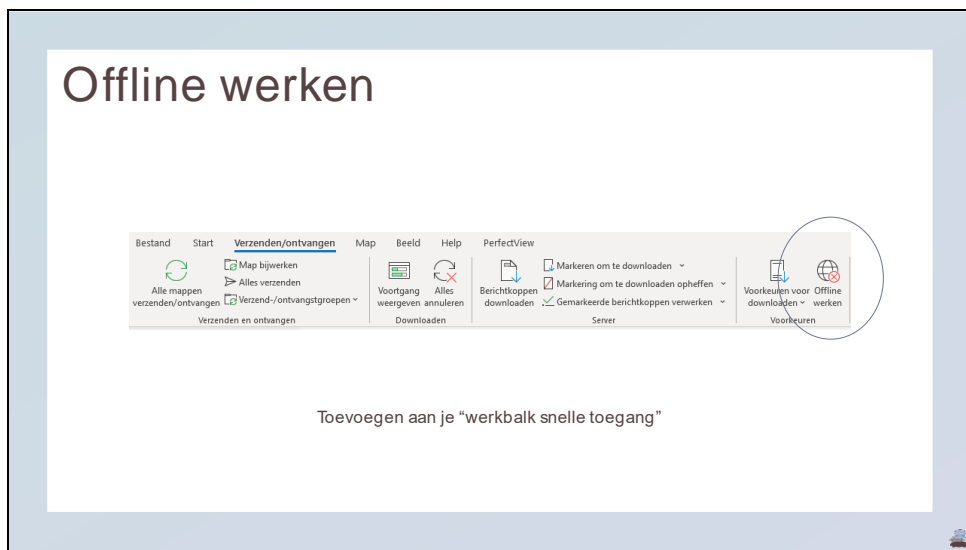 Offline werken
Bestand Start Verzenden/ontvangen Map Beeld Help PerfectView
Alle mappen
verzenden/ontvangen
Map bijwerken
Alles verzenden
Verzend-/ontvangstgroepen
Verzenden en ontvangen
Voortgang
weergeven
Alles
annuleren
Downloaden
Berichtkoppen
downloaden
Markeren om te downloaden
Markering om te downloaden opheffen
Gemarkeerde berichtkoppen verwerken
Server
Voorkeuren voor
downloaden
Offline
werken
Voorkeuren
Toevoegen aan je “werkbalk snelle toegang”